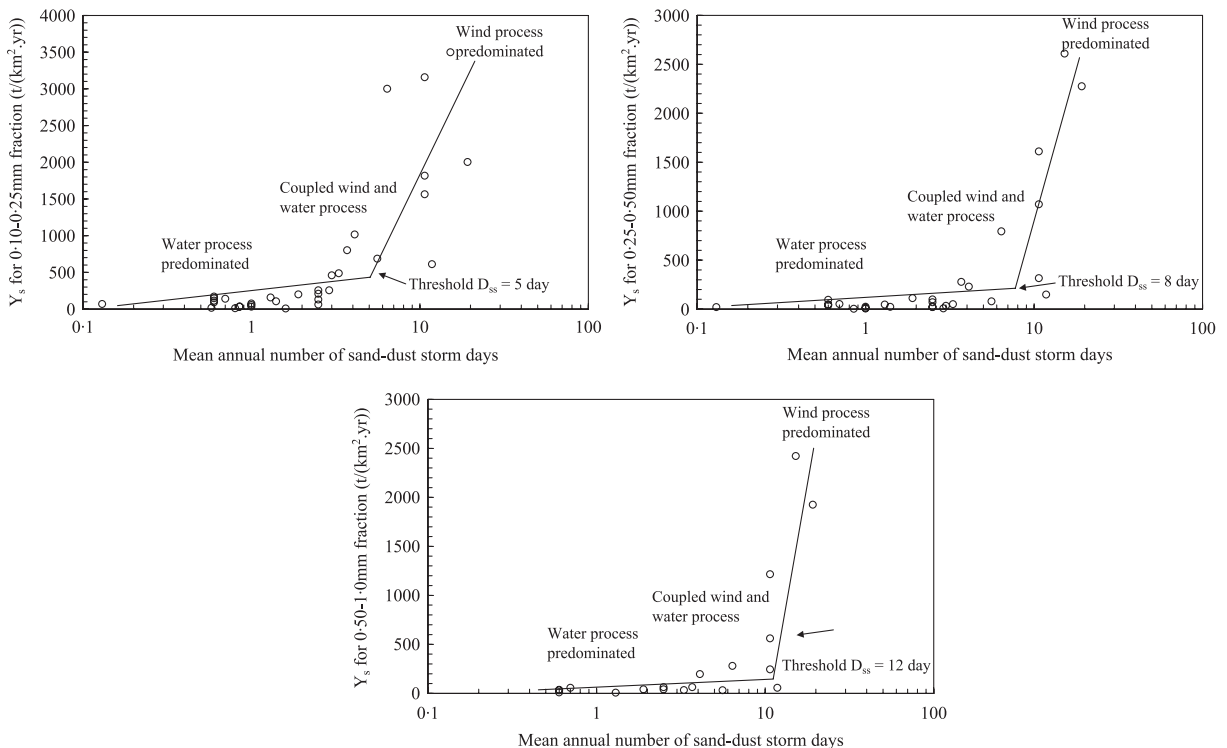 4000
3500
3000
2500
2000
1500
1000
500
0
Y_s for 0·10-0·25mm fraction (t/(km².yr))
Wind process
predominated
Coupled wind and
water process
Water process
predominated
Threshold D_ss = 5 day
0·1
1
10
100
Mean annual number of sand-dust storm days
3000
2500
2000
1500
1000
500
0
Y_s for 0·25-0·50mm fraction (t/(km².yr))
Wind process
predominated
Coupled wind and
water process
Water process
predominated
Threshold D_ss = 8 day
0·1
1
10
100
Mean annual number of sand-dust storm days
3000
2500
2000
1500
1000
500
0
Y_s for 0·50-1·0mm fraction (t/(km².yr))
Wind process
predominated
Coupled wind and
water process
Water process
predominated
Threshold D_ss = 12 day
0·1
1
10
100
Mean annual number of sand-dust storm days